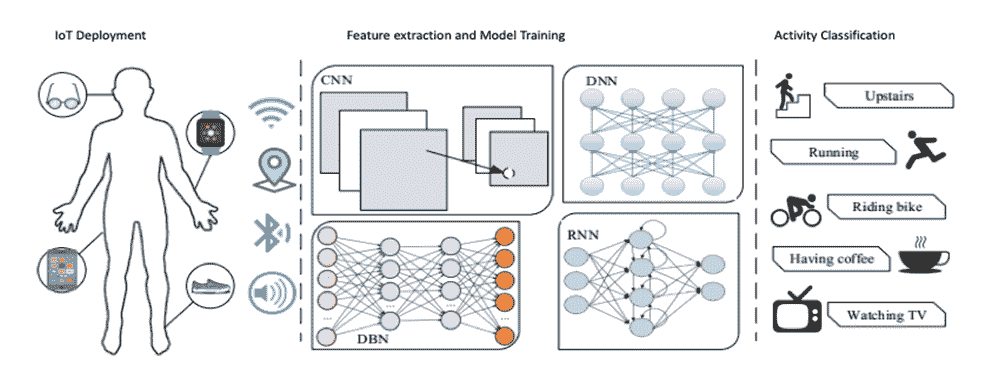 IoT Deployment
Feature extraction and Model Training
Activity Classification
CNN
DNN
DBN
RNN
Upstairs
Running
Riding bike
Having coffee
Watching TV